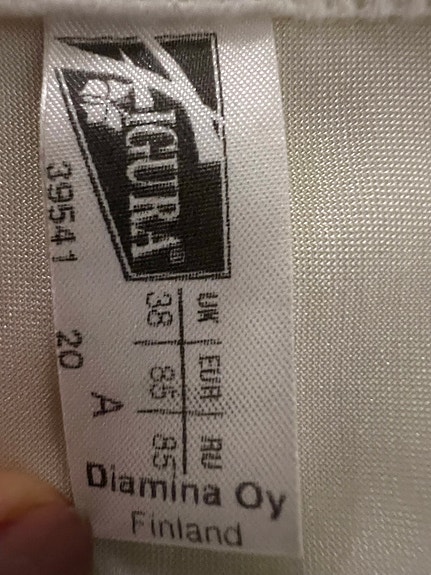 FIGURA®
UK EUR RU
38 85 85
A
39541 20
Diamina Oy
Finland